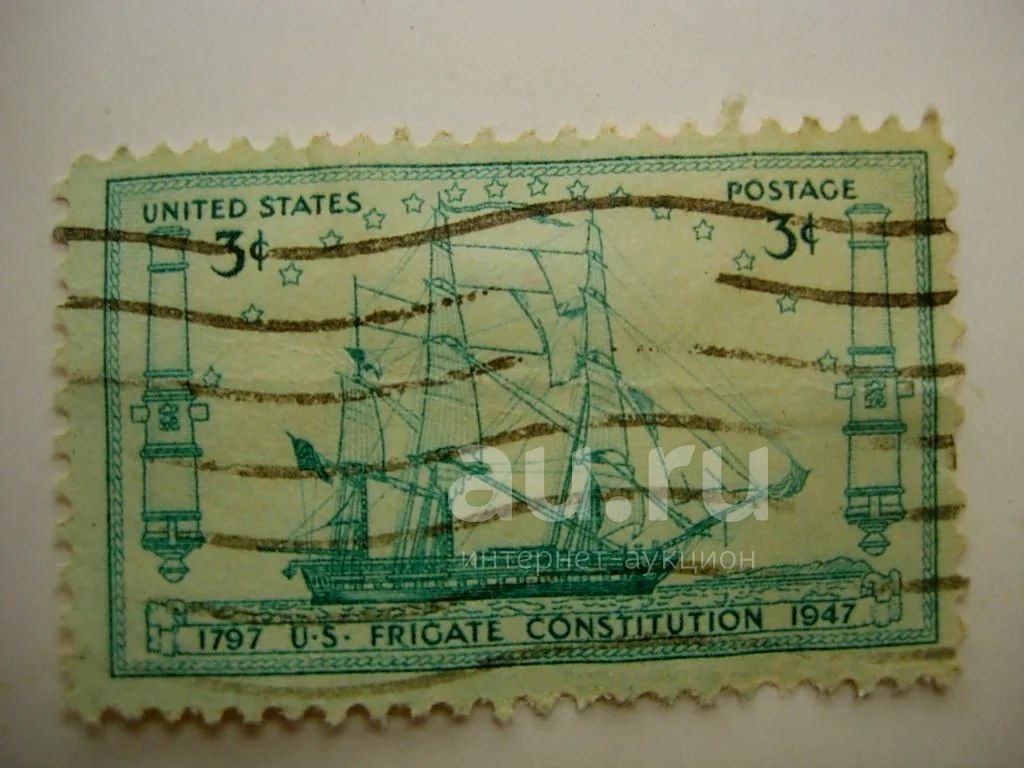 UNITED STATES
POSTAGE
3¢
3¢
au.ru
интернет-аукцион
1797 U.S. FRIGATE CONSTITUTION 1947